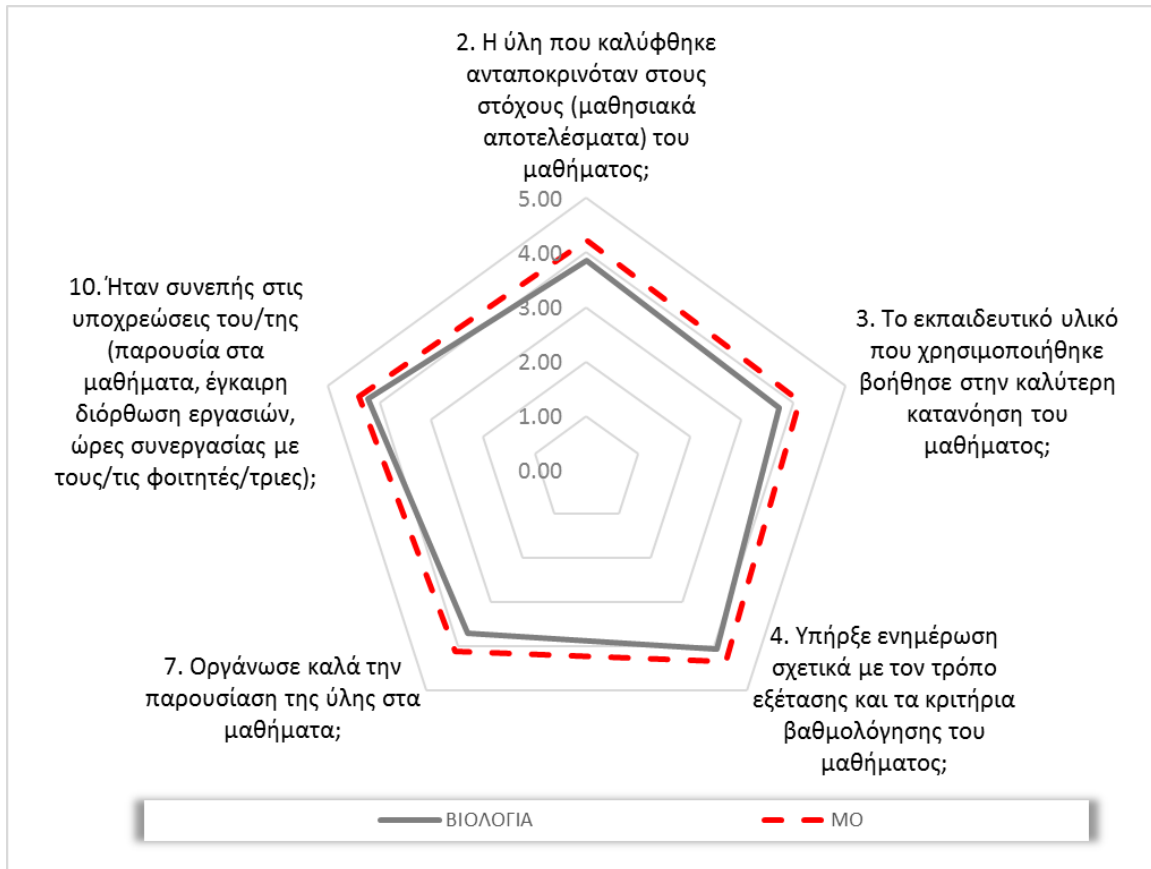 2. Η ύλη που καλύφθηκε
ανταποκρινόταν στους
στόχους (μαθησιακά
αποτελέσματα) του
μαθήματος;
5.00
4.00
3.00
2.00
1.00
0.00
3. Το εκπαιδευτικό υλικό
που χρησιμοποιήθηκε
βοήθησε στην καλύτερη
κατανόηση του
μαθήματος;
4. Υπήρξε ενημέρωση
σχετικά με τον τρόπο
εξέτασης και τα κριτήρια
βαθμολόγησης του
μαθήματος;
7. Οργάνωσε καλά την
παρουσίαση της ύλης στα
μαθήματα;
10. Ήταν συνεπής στις
υποχρεώσεις του/της
(παρουσία στα
μαθήματα, έγκαιρη
διόρθωση εργασιών,
ώρες συνεργασίας με
τους/τις φοιτητές/τριες);
ΒΙΟΛΟΓΙΑ
ΜΟ